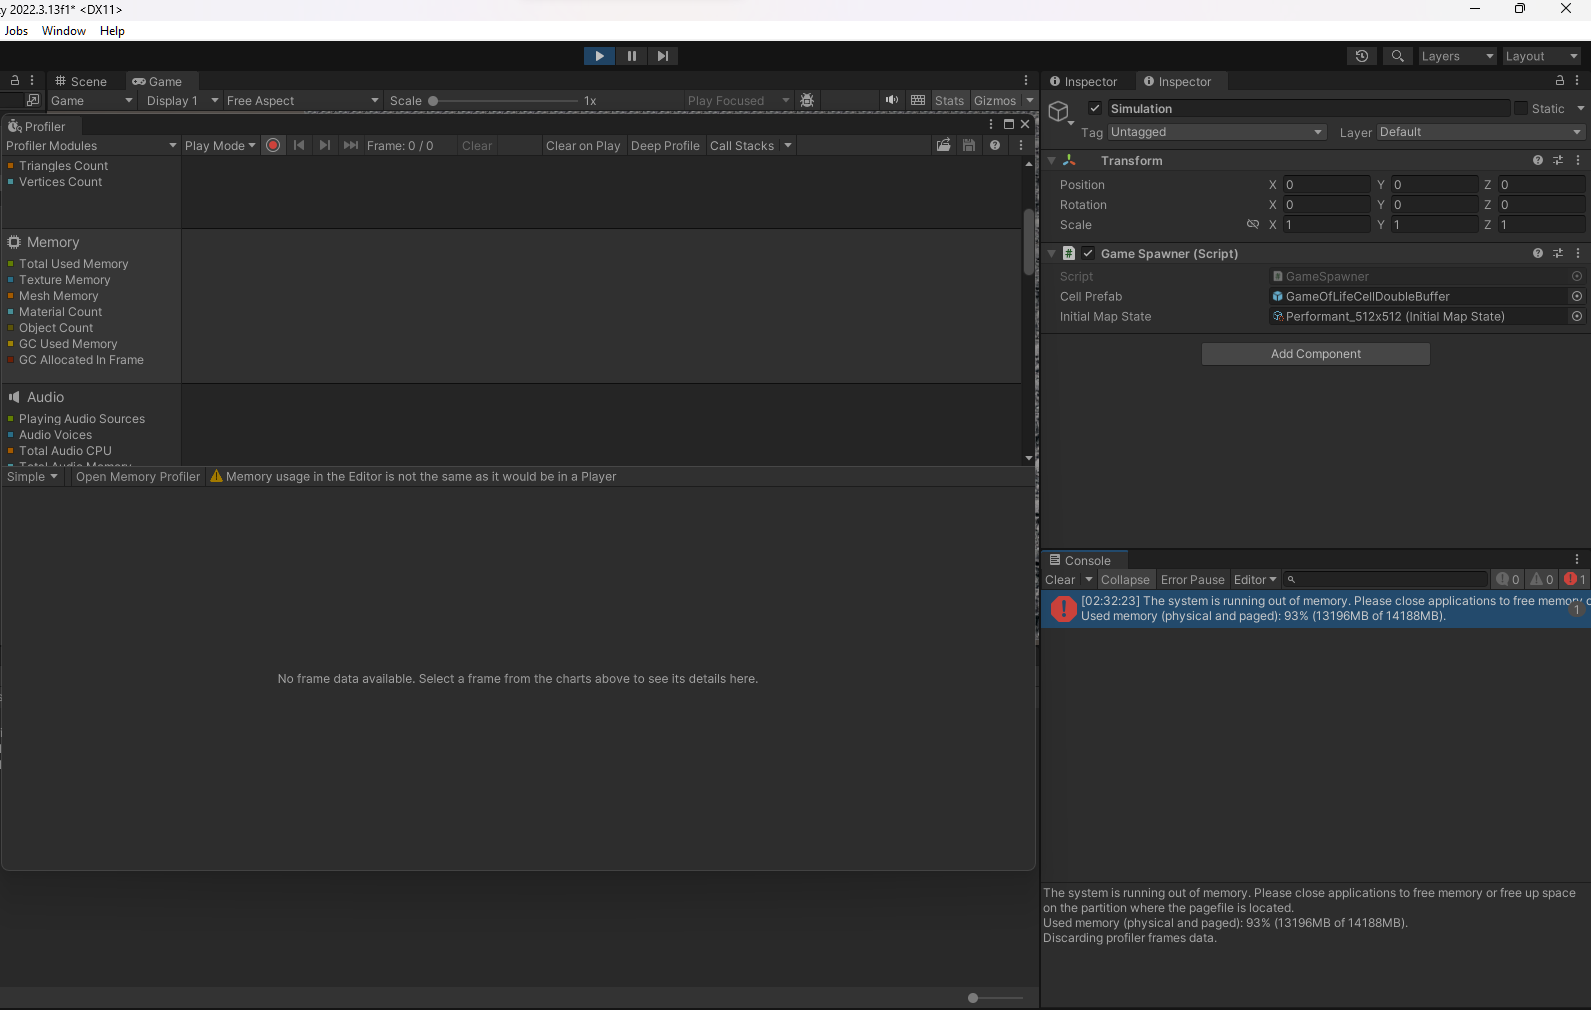 y 2022.3.13f1* <DX11>
Jobs Window Help
Layers Layout
Scene Game
Game Display 1 Free Aspect Scale 1x Play Focused Stats Gizmos
Profiler
Profiler Modules Play Mode Frame: 0 / 0 Clear Clear on Play Deep Profile Call Stacks
Triangles Count
Vertices Count
Memory
Total Used Memory
Texture Memory
Mesh Memory
Material Count
Object Count
GC Used Memory
GC Allocated In Frame
Audio
Playing Audio Sources
Audio Voices
Total Audio CPU
Total Audio Memory
Simple Open Memory Profiler Memory usage in the Editor is not the same as it would be in a Player
No frame data available. Select a frame from the charts above to see its details here.
Inspector Inspector
Simulation Static
Tag Untagged Layer Default
Transform
Position X 0 Y 0 Z 0
Rotation X 0 Y 0 Z 0
Scale X 1 Y 1 Z 1
# Game Spawner (Script)
Script # GameSpawner
Cell Prefab GameOfLifeCellDoubleBuffer
Initial Map State Performant_512x512 (Initial Map State)
Add Component
Console
Clear Collapse Error Pause Editor 0 0 1
[02:32:23] The system is running out of memory. Please close applications to free memory o
Used memory (physical and paged): 93% (13196MB of 14188MB).
1
The system is running out of memory. Please close applications to free memory or free up space
on the partition where the pagefile is located.
Used memory (physical and paged): 93% (13196MB of 14188MB).
Discarding profiler frames data.